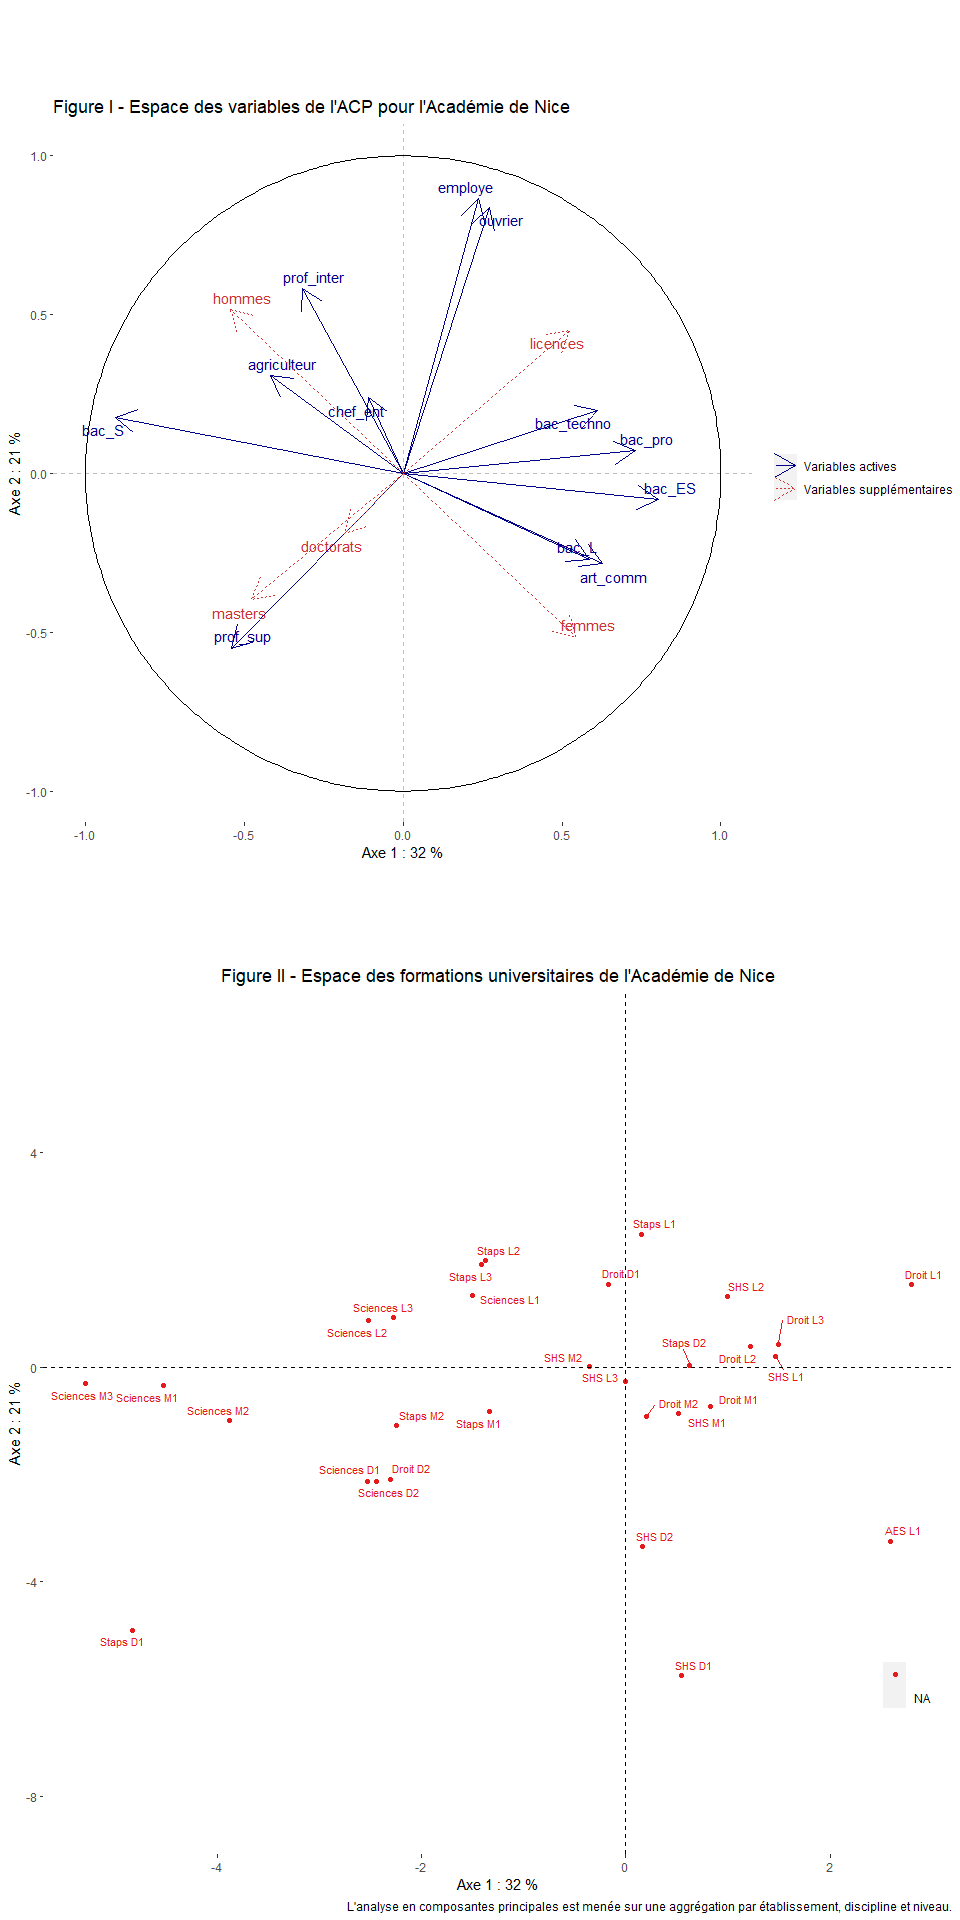 Figure I - Espace des variables de l'ACP pour l'Académie de Nice
1.0
employe
ouvrier
prof_inter
hommes
0.5
licences
agriculteur
chef_ent
bac_techno
bac_S
bac_pro
Axe 2 : 21 %
0.0
Variables actives
bac_ES
Variables supplémentaires
doctorats
bac_L
art_comm
masters
femmes
-0.5
prof_sup
-1.0
-1.0
-0.5
0.0
0.5
1.0
Axe 1 : 32 %
Figure II - Espace des formations universitaires de l'Académie de Nice
4
Staps L1
Staps L2
Staps L3
Droit D1
Droit L1
SHS L2
Sciences L1
Sciences L3
Droit L3
Sciences L2
Staps D2
SHS M2
Droit L2
0
SHS L3
SHS L1
Sciences M3
Sciences M1
Axe 2 : 21 %
Droit M2
Droit M1
Sciences M2
Staps M2
Staps M1
SHS M1
Sciences D1
Droit D2
Sciences D2
AES L1
SHS D2
-4
Staps D1
SHS D1
NA
-8
-4
-2
0
2
Axe 1 : 32 %
L'analyse en composantes principales est menée sur une aggrégation par établissement, discipline et niveau.